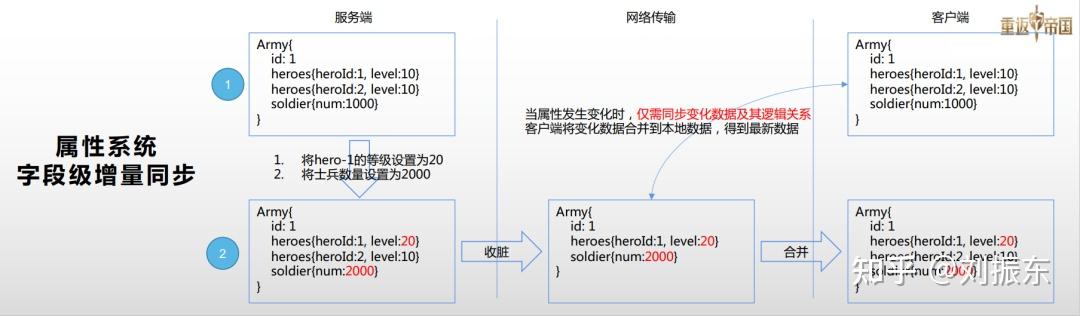 服务端
网络传输
客户端
重返帝国
属性系统
字段级增量同步
1
Army{
id: 1
heroes{heroId:1, level:10}
heroes{heroId:2, level:10}
soldier{num:1000}
}
1. 将hero-1的等级设置为20
2. 将士兵数量设置为2000
当属性发生变化时，仅需同步变化数据及其逻辑关系
客户端将变化数据合并到本地数据，得到最新数据
Army{
id: 1
heroes{heroId:1, level:10}
heroes{heroId:2, level:10}
soldier{num:1000}
}
2
Army{
id: 1
heroes{heroId:1, level:20}
heroes{heroId:2, level:10}
soldier{num:2000}
}
收脏
Army{
id: 1
heroes{heroId:1, level:20}
soldier{num:2000}
}
合并
Army{
id: 1
heroes{heroId:1, level:20}
heroes{heroId:2, level:10}
soldier{num:2000}
}
知乎 @刘振东